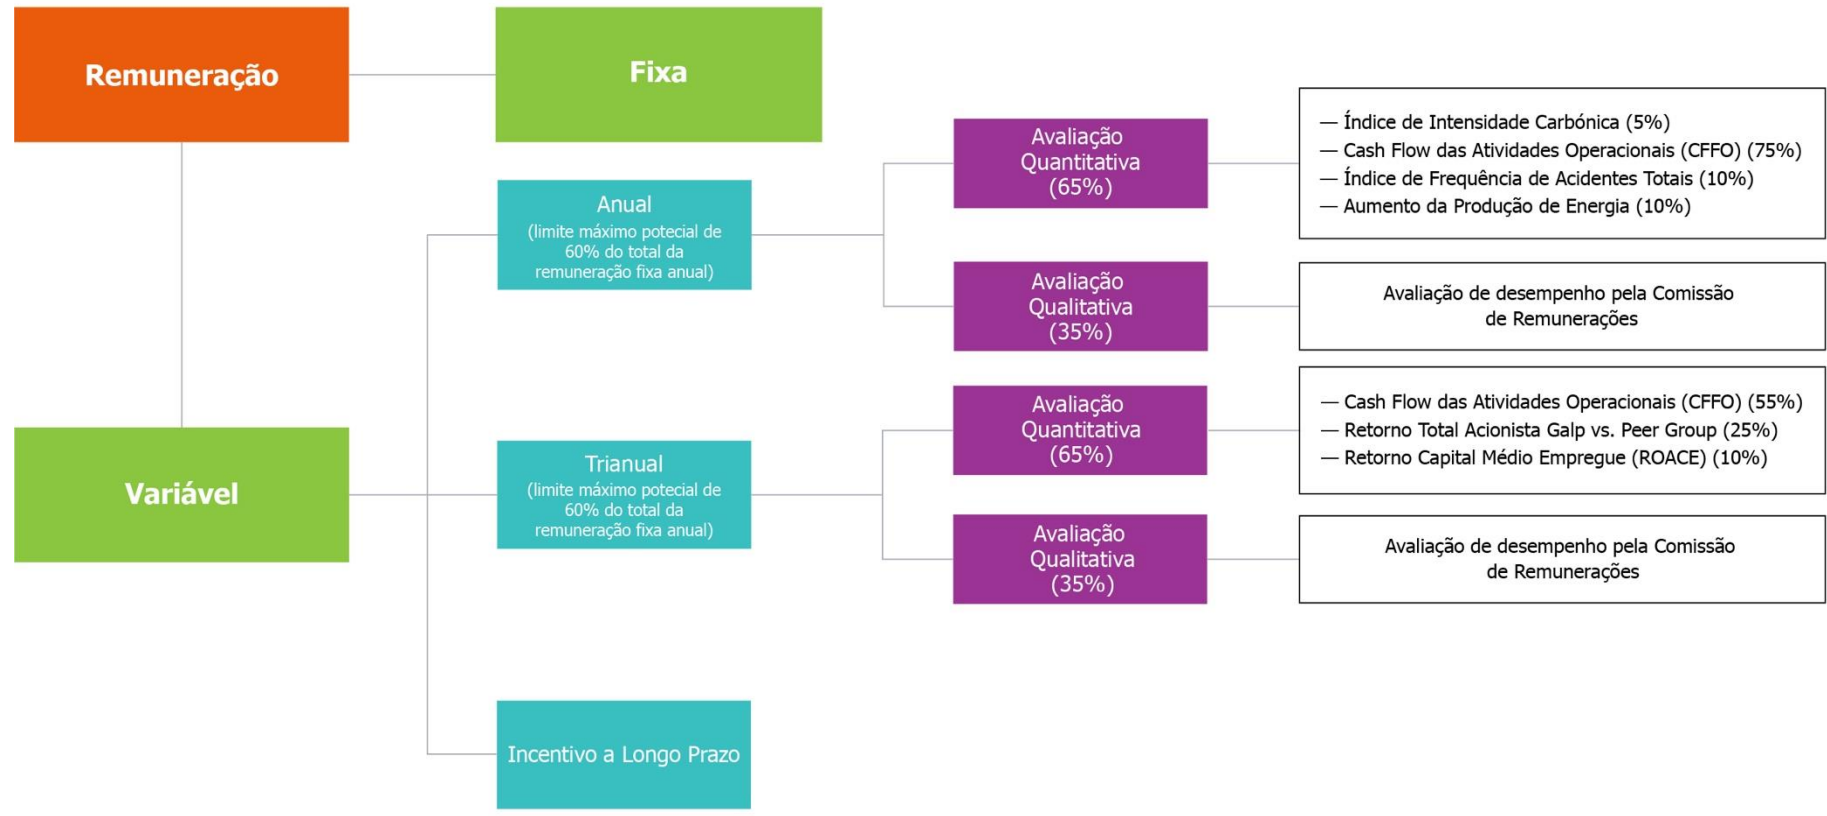 Remuneração
Fixa
Variável
Anual
(limite máximo potecial de
60% do total da
remuneração fixa anual)
Avaliação
Quantitativa
(65%)
— Índice de Intensidade Carbónica (5%)
— Cash Flow das Atividades Operacionais (CFFO) (75%)
— Índice de Frequência de Acidentes Totais (10%)
— Aumento da Produção de Energia (10%)
Avaliação
Qualitativa
(35%)
Avaliação de desempenho pela Comissão
de Remunerações
Trianual
(limite máximo potecial de
60% do total da
remuneração fixa anual)
Avaliação
Quantitativa
(65%)
— Cash Flow das Atividades Operacionais (CFFO) (55%)
— Retorno Total Acionista Galp vs. Peer Group (25%)
— Retorno Capital Médio Empregue (ROACE) (10%)
Avaliação
Qualitativa
(35%)
Avaliação de desempenho pela Comissão
de Remunerações
Incentivo a Longo Prazo